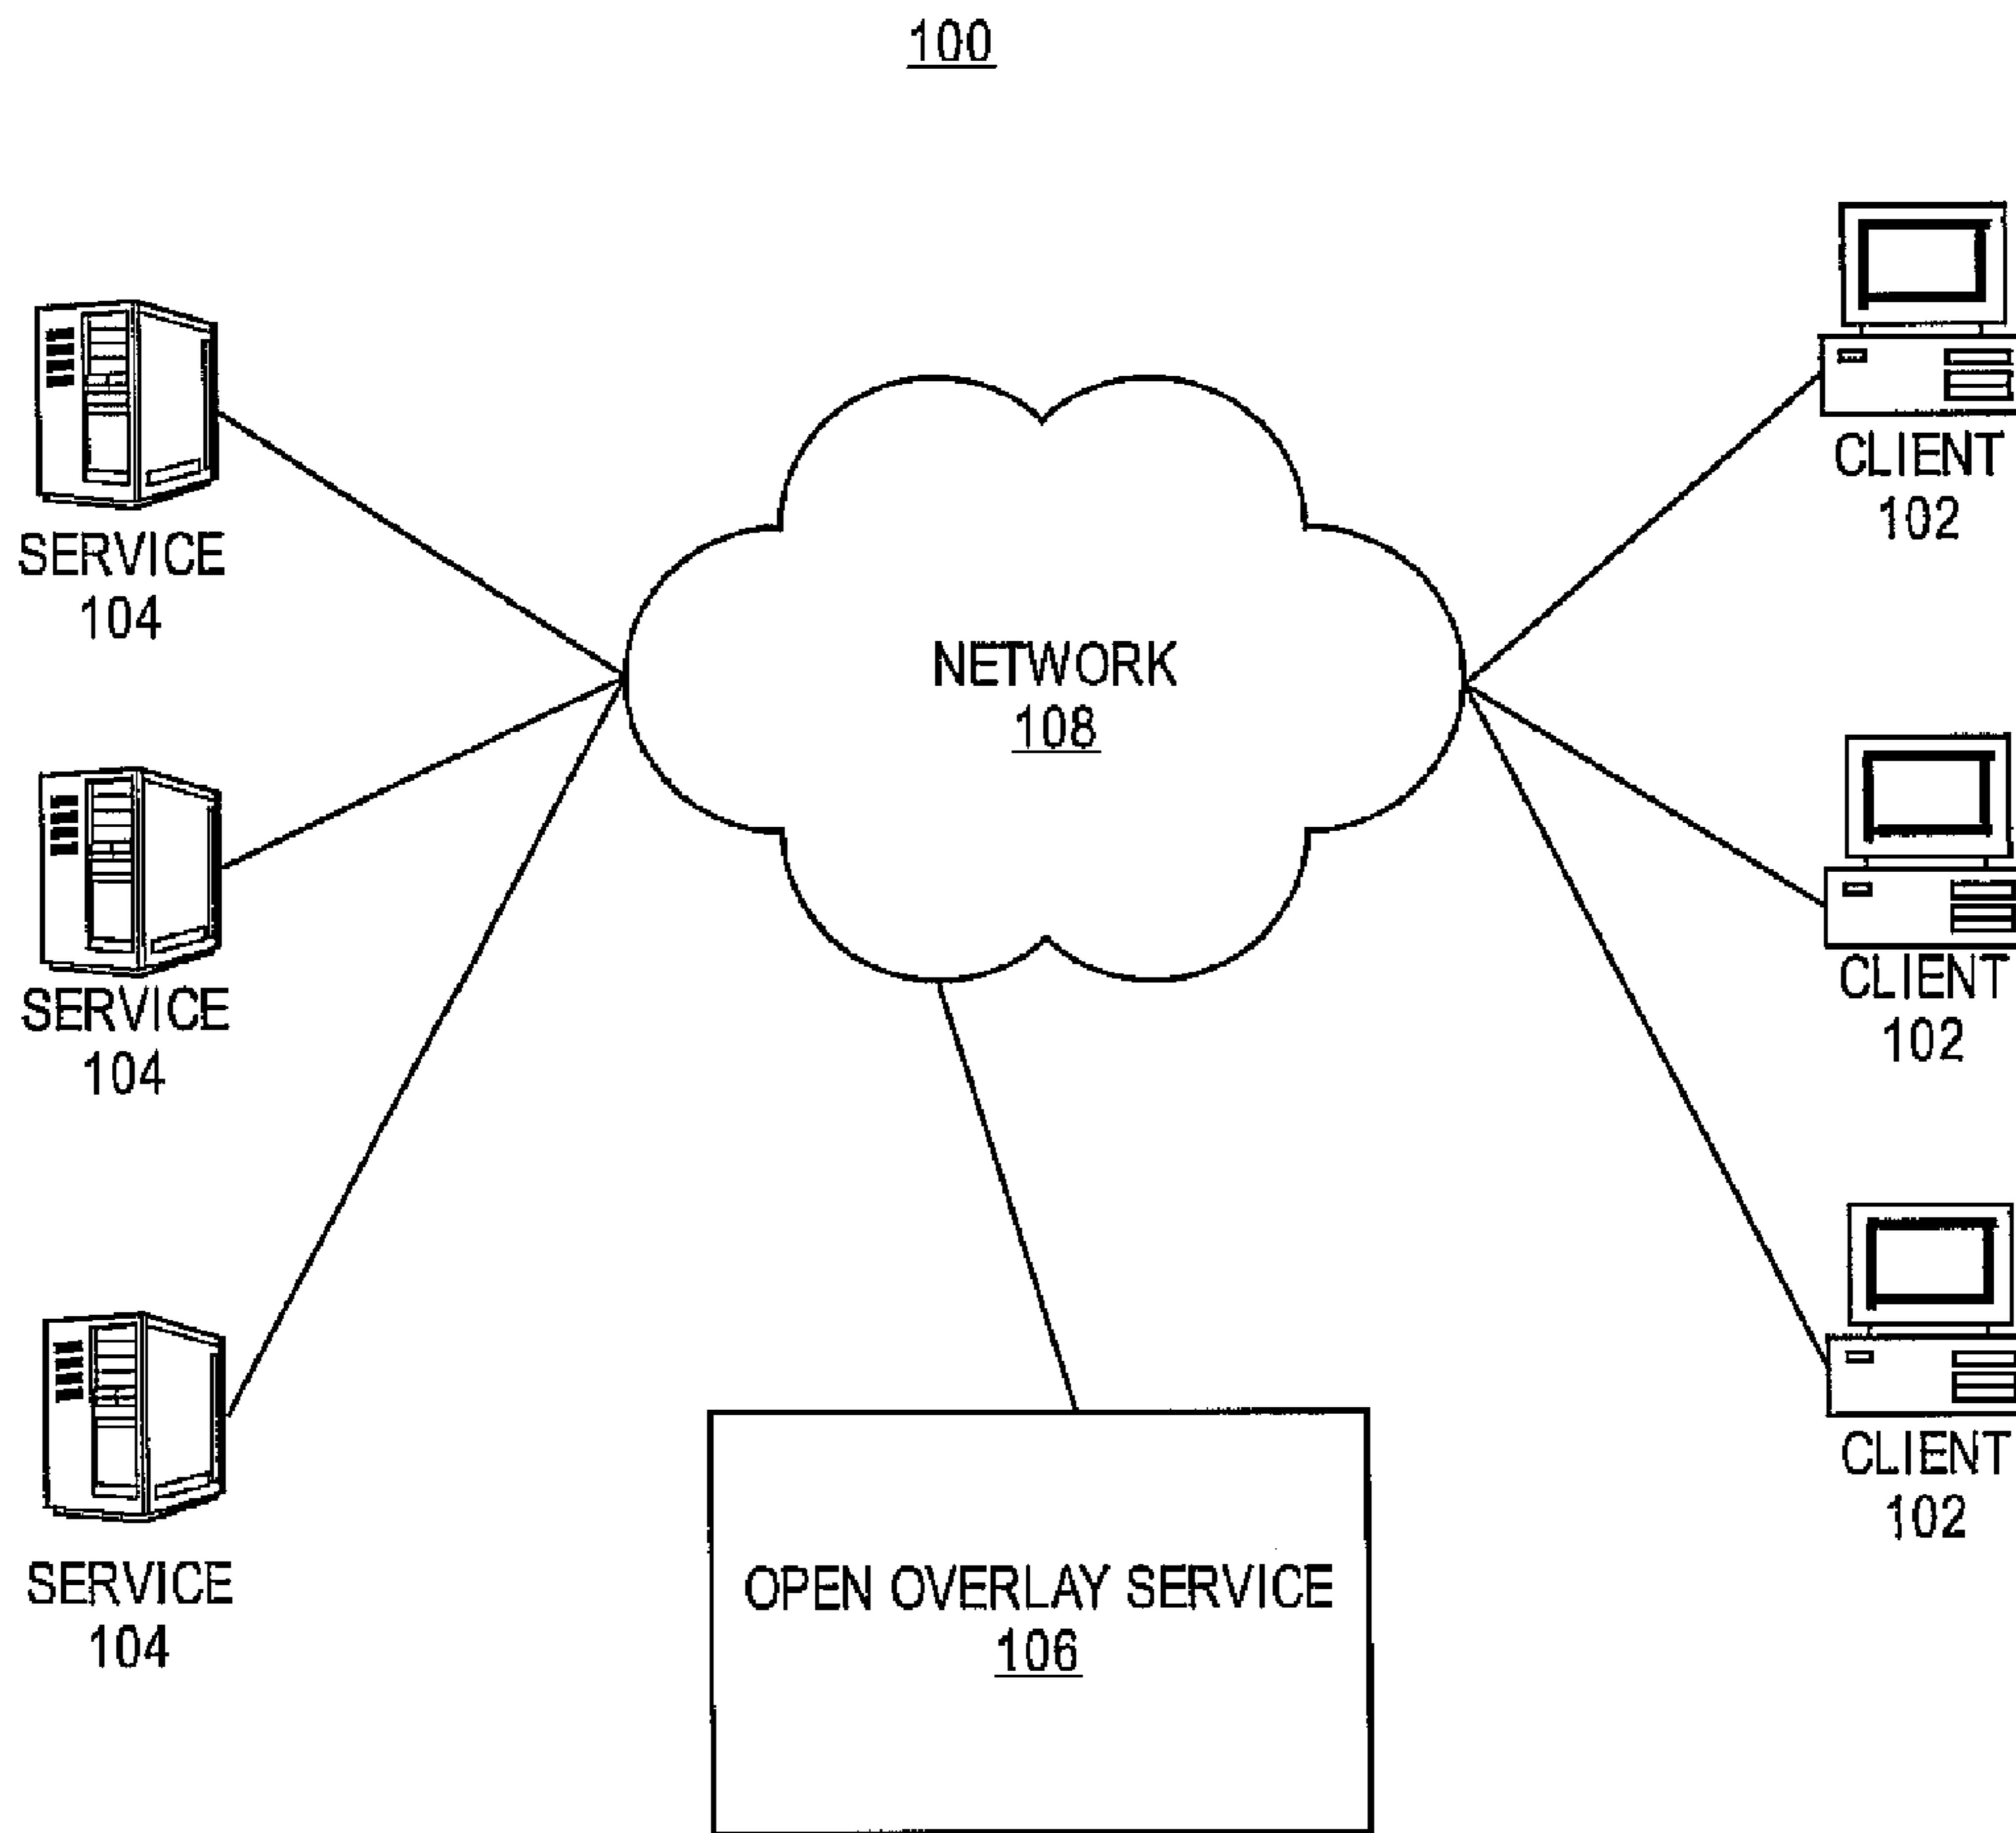 100
CLIENT
102
SERVICE
104
NETWORK
108
CLIENT
102
SERVICE
104
CLIENT
102
OPEN OVERLAY SERVICE
106
SERVICE
104